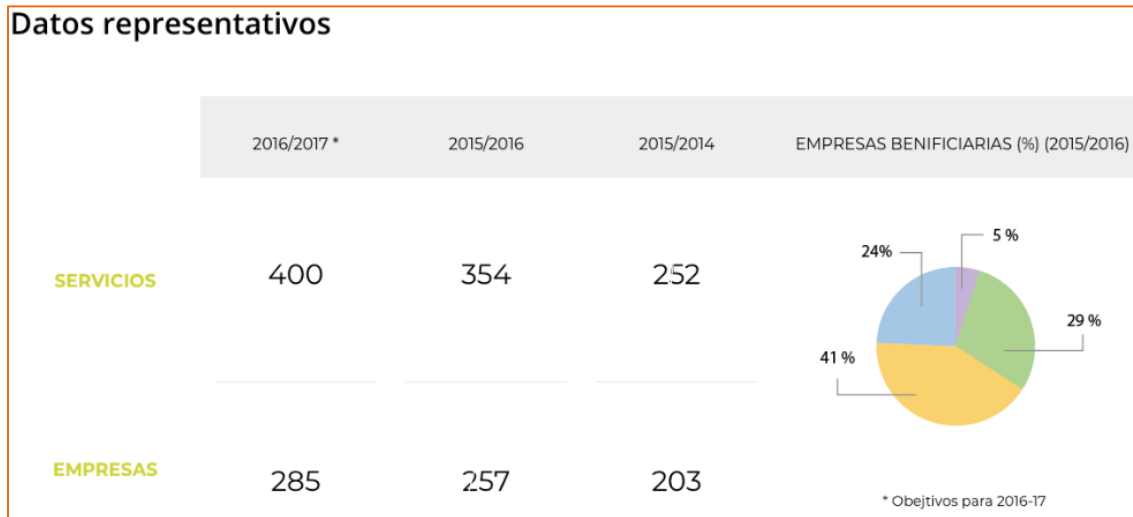 Datos representativos
2016/2017 * 2015/2016 2015/2014 EMPRESAS BENIFICIARIAS (%) (2015/2016)
SERVICIOS 400 354 252
5 %
24%
29 %
41 %
EMPRESAS 285 257 203
* Obejtivos para 2016-17